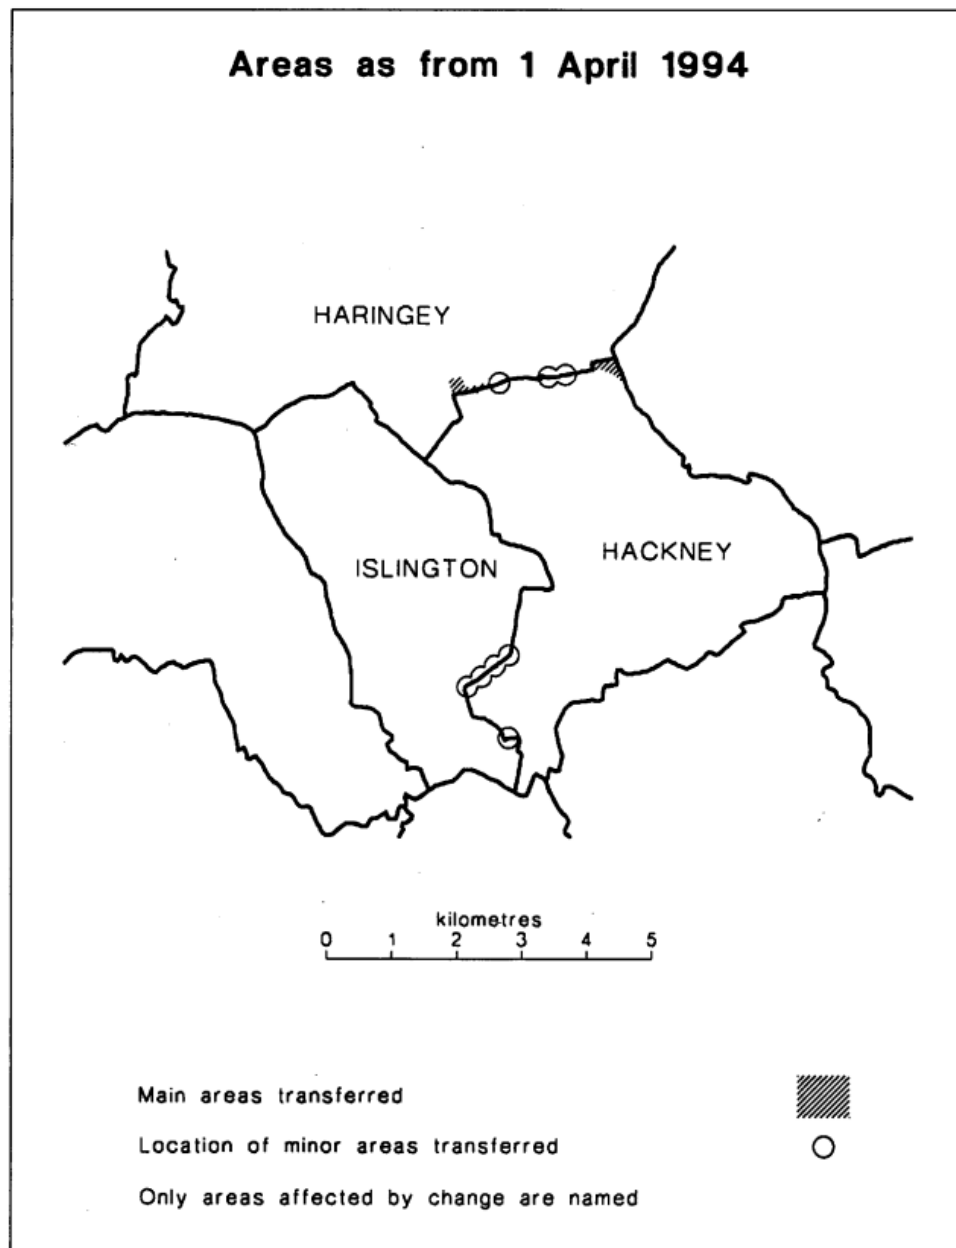 Areas as from 1 April 1994
HARINGEY
HACKNEY
ISLINGTON
kilometres
0 1 2 3 4 5
Main areas transferred
Location of minor areas transferred
Only areas affected by change are named